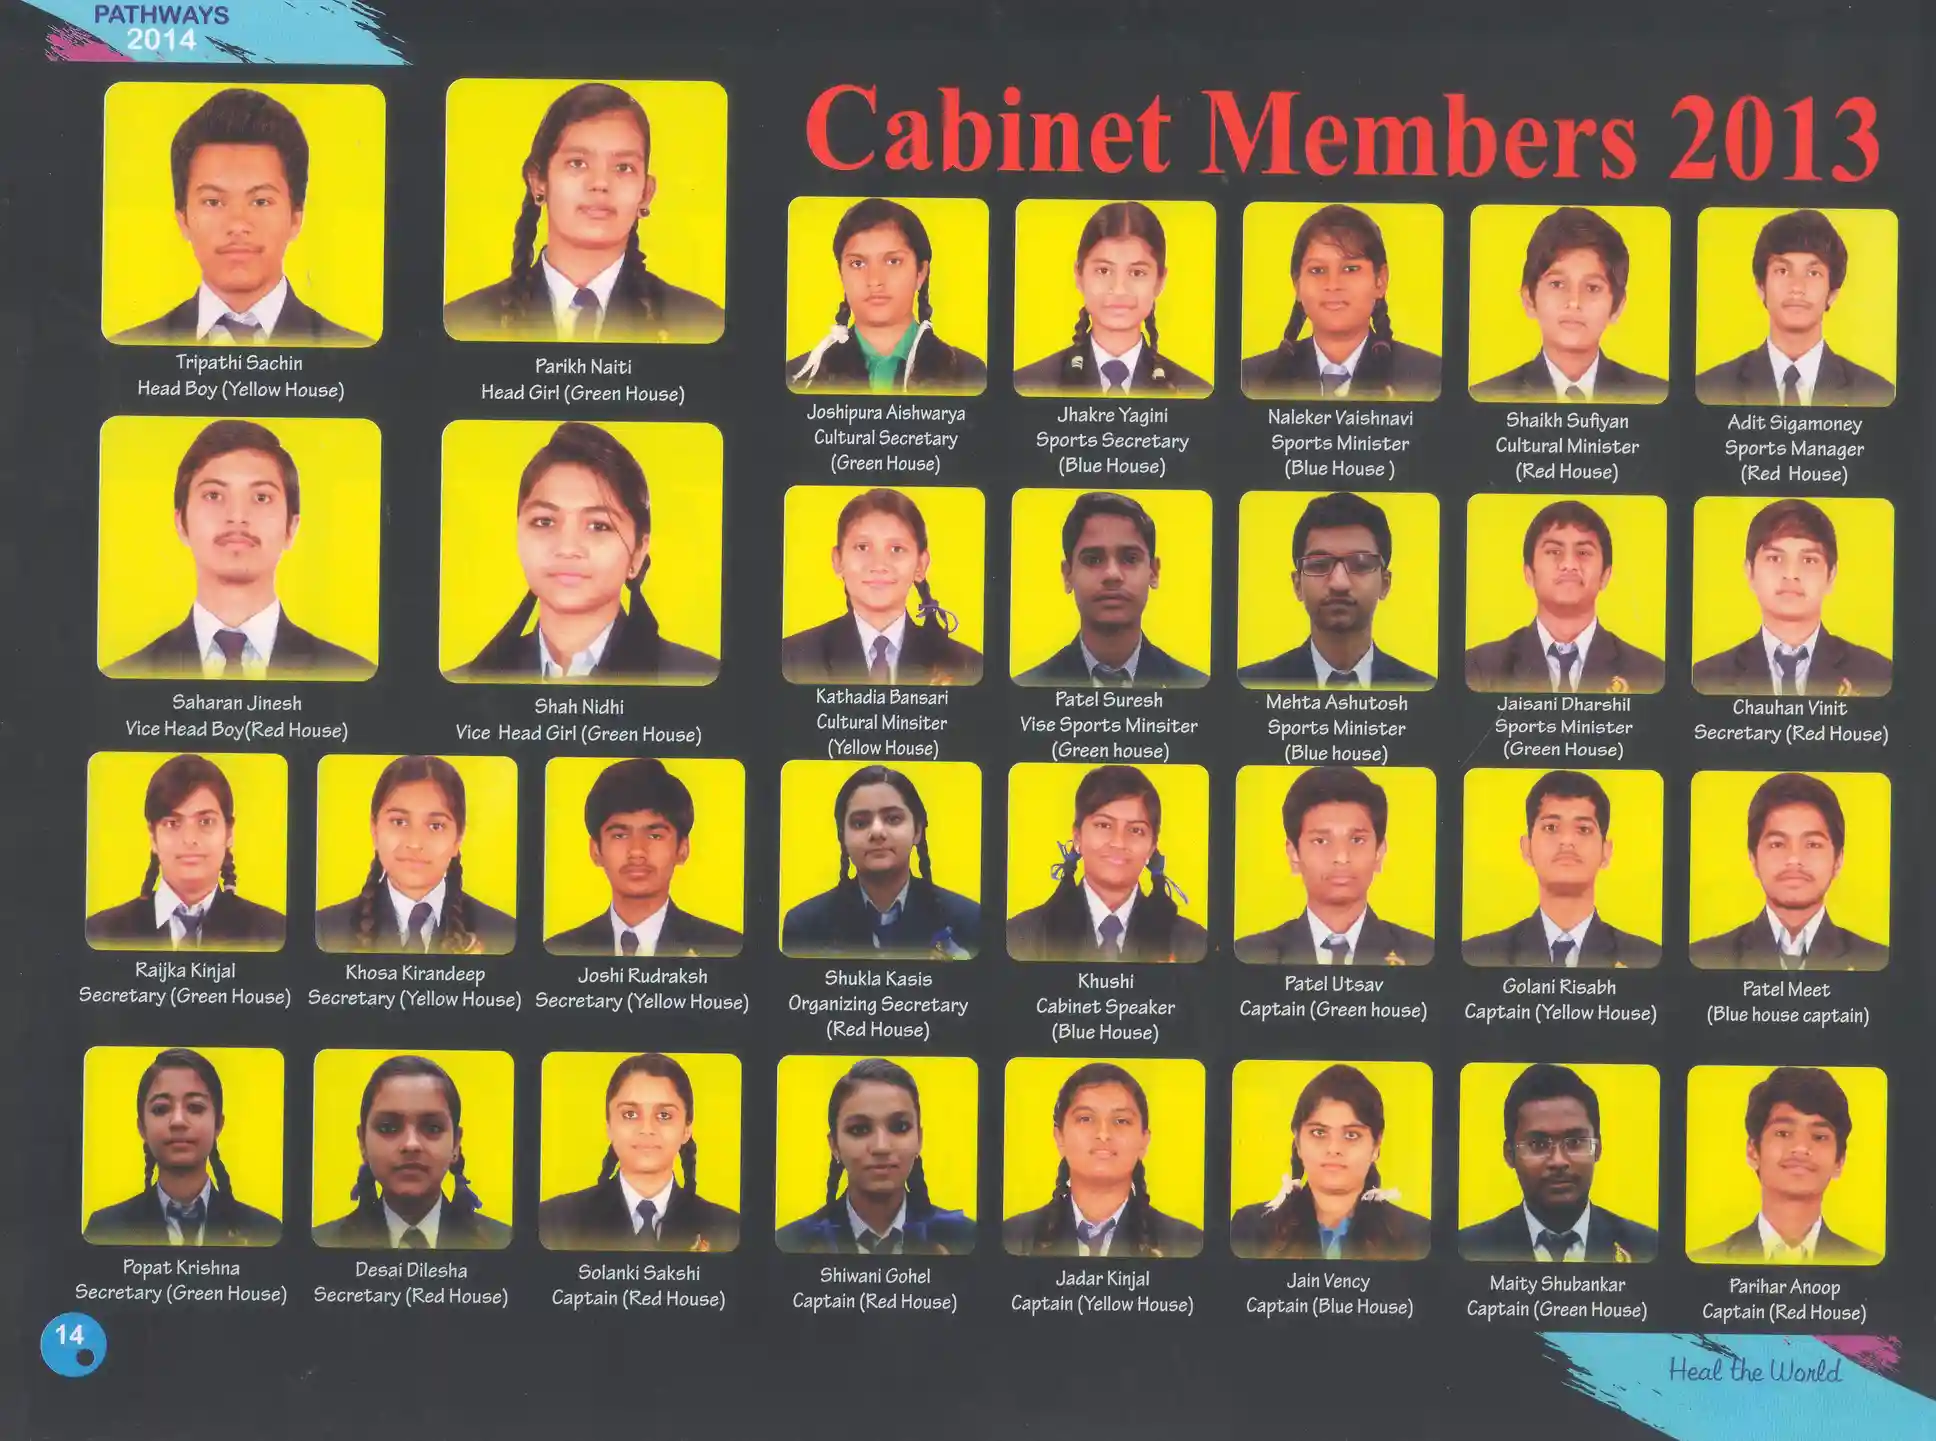 PATHWAYS
2014
Cabinet Members 2013
Tripathi Sachin
Head Boy (Yellow House)
Parikh Naiti
Head Girl (Green House)
Joshipura Aishwarya
Cultural Secretary
(Green House)
Jhakre Yagini
Sports Secretary
(Blue House)
Naleker Vaishnavi
Sports Minister
(Blue House )
Shaikh Sufiyan
Cultural Minister
(Red House)
Adit Sigamoney
Sports Manager
(Red House)
Saharan Jinesh
Vice Head Boy(Red House)
Shah Nidhi
Vice Head Girl (Green House)
Kathadia Bansari
Cultural Minsiter
(Yellow House)
Patel Suresh
Vise Sports Minsiter
(Green house)
Mehta Ashutosh
Sports Minister
(Blue house)
Jaisani Dharshil
Sports Minister
(Green House)
Chauhan Vinit
Secretary (Red House)
Raijka Kinjal
Secretary (Green House)
Khosa Kirandeep
Secretary (Yellow House)
Joshi Rudraksh
Secretary (Yellow House)
Shukla Kasis
Organizing Secretary
(Red House)
Khushi
Cabinet Speaker
(Blue House)
Patel Utsav
Captain (Green house)
Golani Risabh
Captain (Yellow House)
Patel Meet
(Blue house captain)
Popat Krishna
Secretary (Green House)
Desai Dilesha
Secretary (Red House)
Solanki Sakshi
Captain (Red House)
Shiwani Gohel
Captain (Red House)
Jadar Kinjal
Captain (Yellow House)
Jain Vency
Captain (Blue House)
Maity Shubankar
Captain (Green House)
Parihar Anoop
Captain (Red House)
14
Heal the World